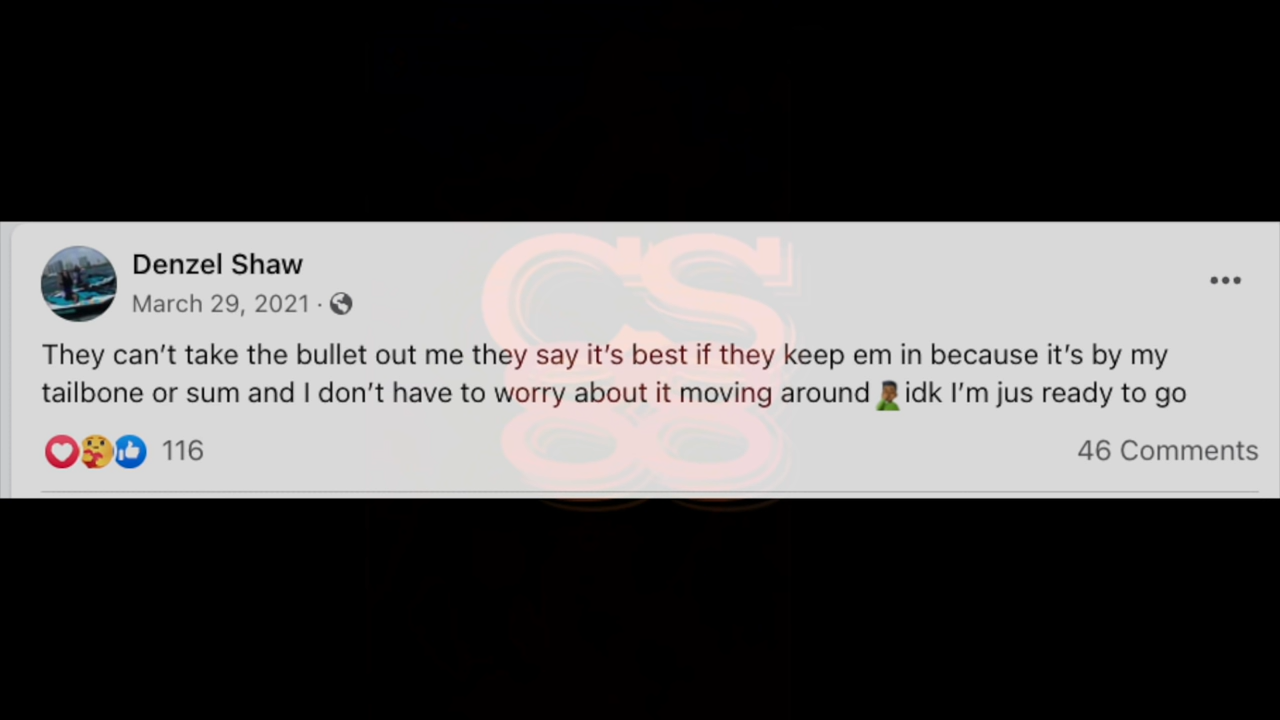 Denzel Shaw
March 29, 2021 ·
They can't take the bullet out me they say it's best if they keep em in because it's by my
tailbone or sum and I don't have to worry about it moving around 🤷🏾‍♂️idk I'm jus ready to go
116
46 Comments
CS
88